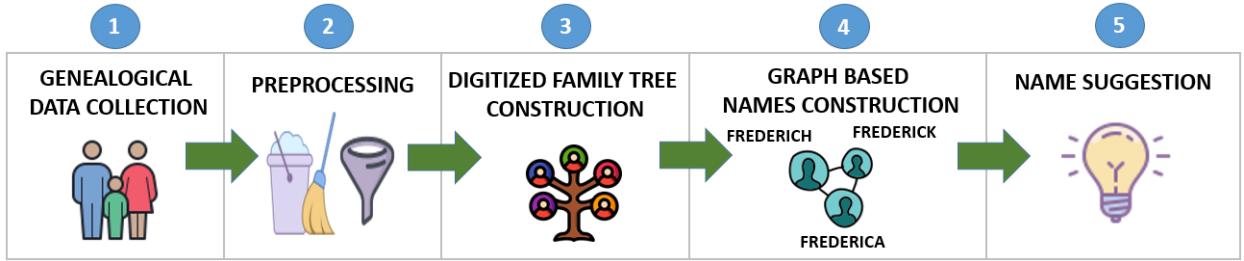 1
2
3
4
5
GENEALOGICAL
DATA COLLECTION
PREPROCESSING
DIGITIZED FAMILY TREE
CONSTRUCTION
GRAPH BASED
NAMES CONSTRUCTION
FREDERICH
FREDERICK
FREDERICA
NAME SUGGESTION